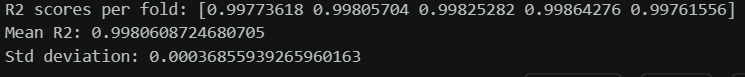 R2 scores per fold: [0.99773618 0.99805704 0.99825282 0.99864276 0.99761556]
Mean R2: 0.9980608724680705
Std deviation: 0.00036855939265960163